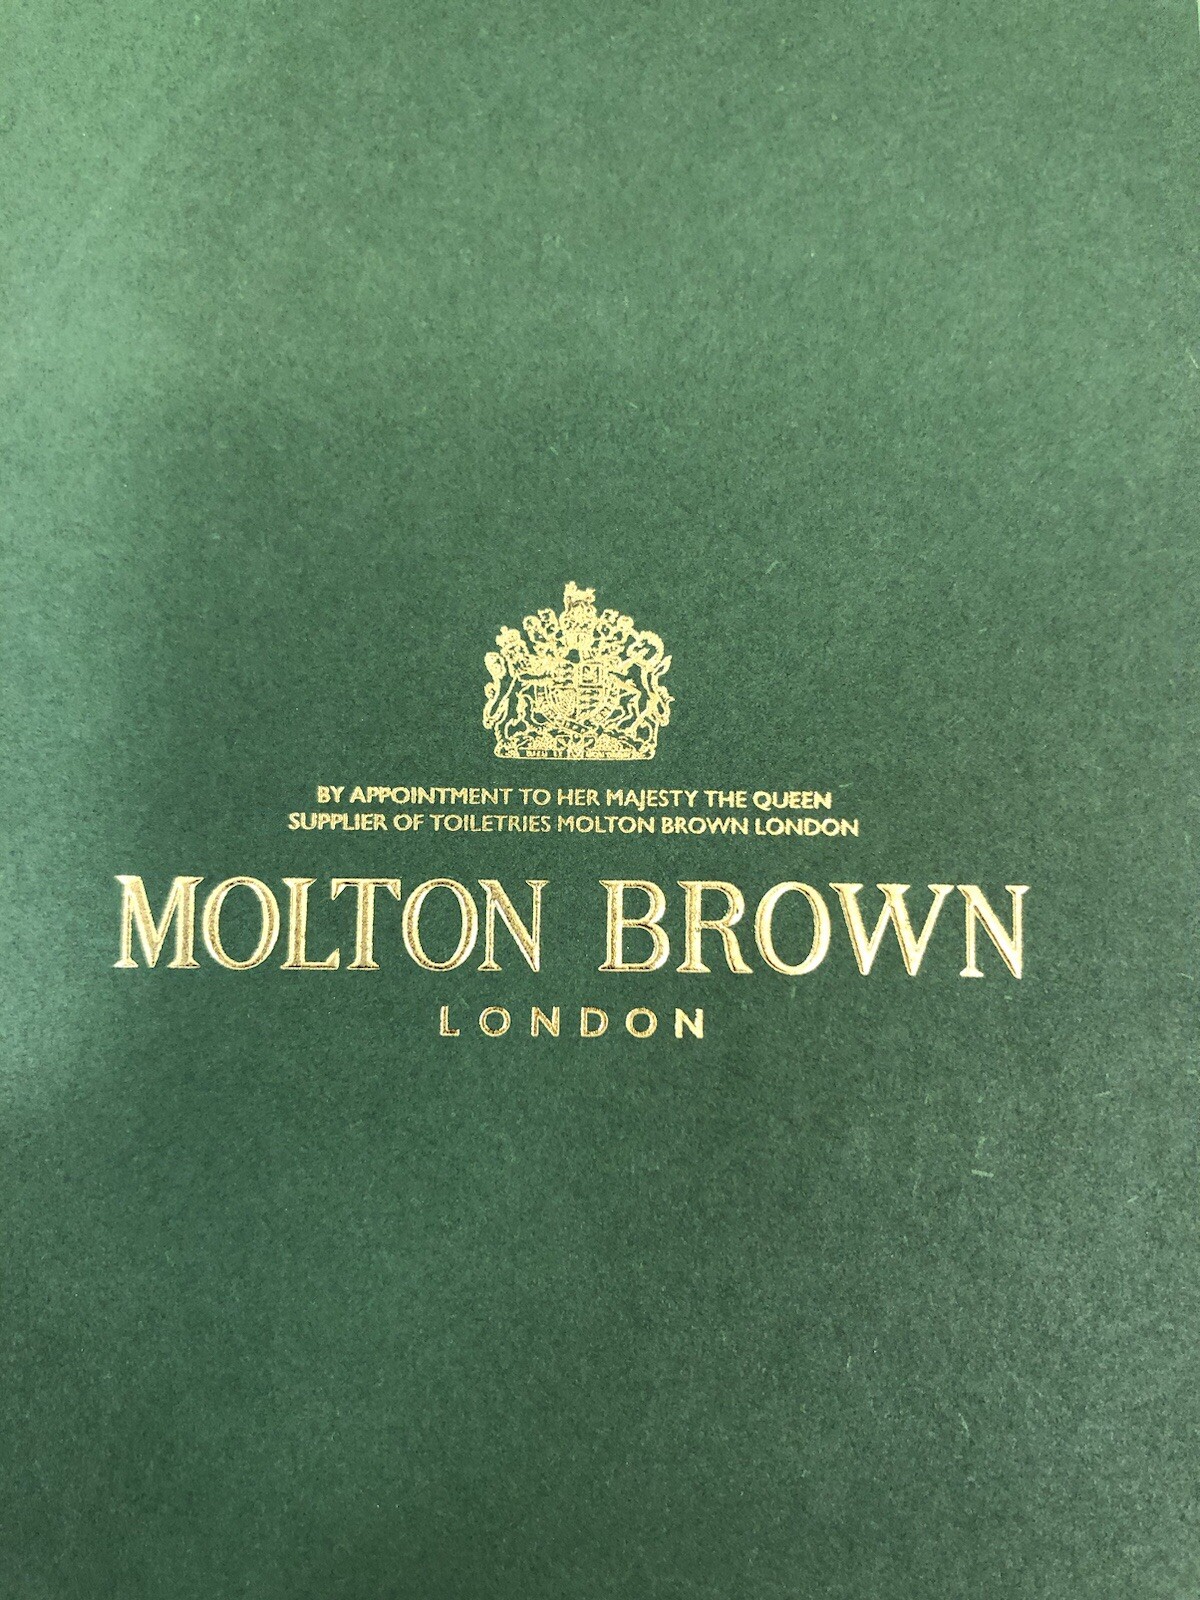 BY APPOINTMENT TO HER MAJESTY THE QUEEN
SUPPLIER OF TOILETRIES MOLTON BROWN LONDON
MOLTON BROWN
LONDON